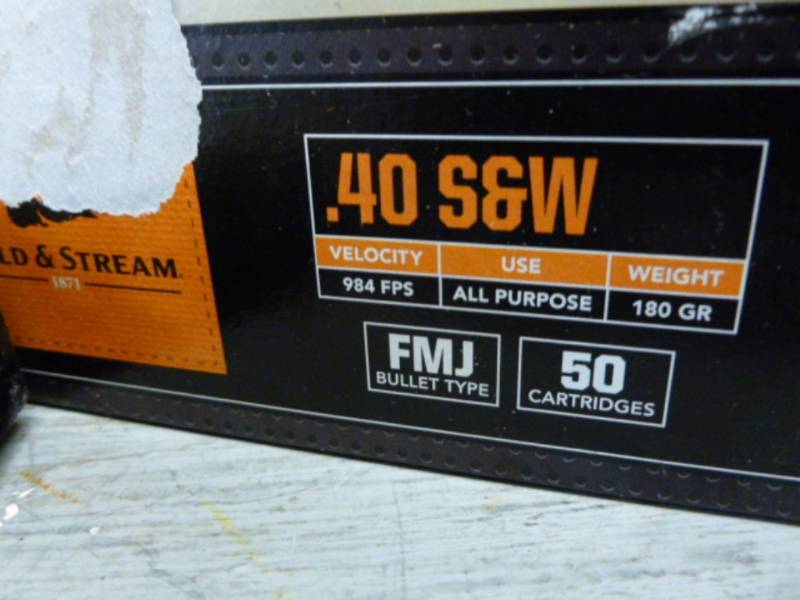 LD & STREAM
1871
.40 S&W
VELOCITY USE WEIGHT
984 FPS ALL PURPOSE 180 GR
FMJ
BULLET TYPE
50
CARTRIDGES